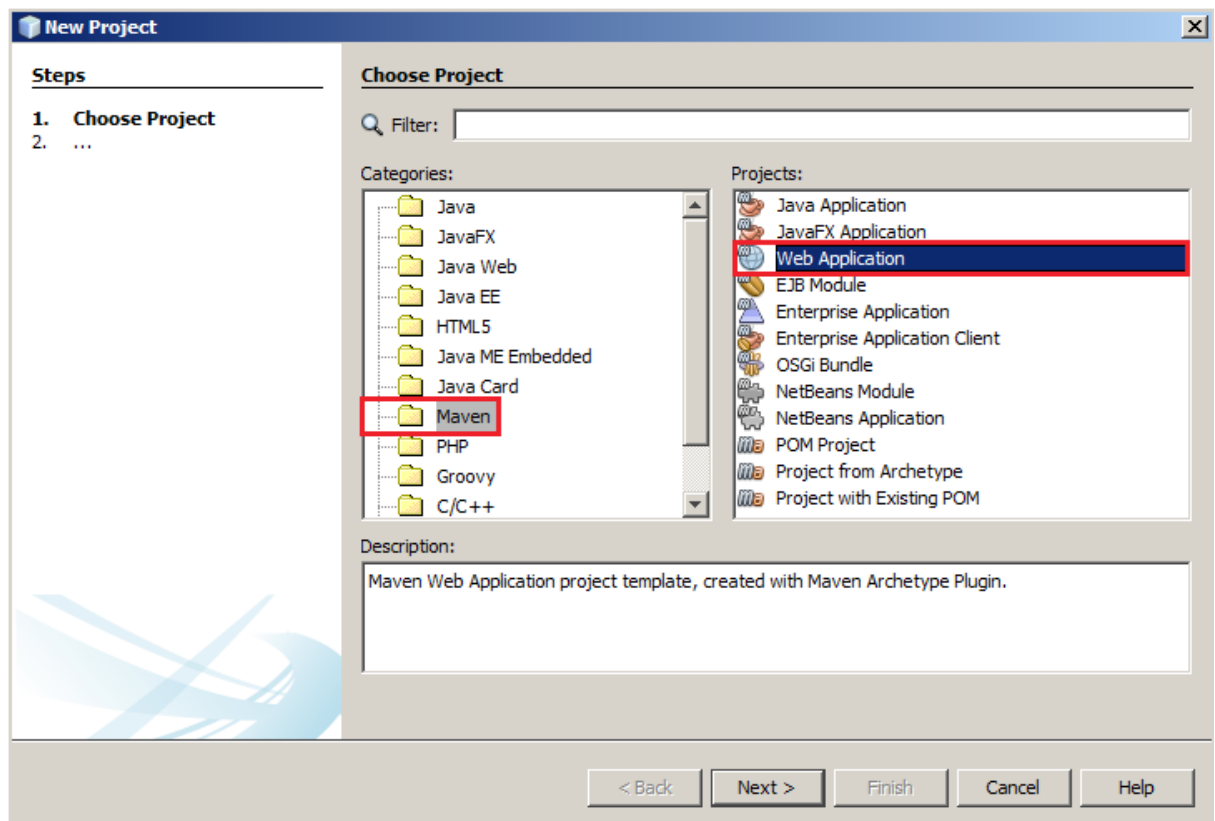 New Project
Steps
1. Choose Project
2. ...
Choose Project
Filter:
Categories:
Java
JavaFX
Java Web
Java EE
HTML5
Java ME Embedded
Java Card
Maven
PHP
Groovy
C/C++
Projects:
Java Application
JavaFX Application
Web Application
EJB Module
Enterprise Application
Enterprise Application Client
OSGi Bundle
NetBeans Module
NetBeans Application
POM Project
Project from Archetype
Project with Existing POM
Description:
Maven Web Application project template, created with Maven Archetype Plugin.
< Back Next > Finish Cancel Help